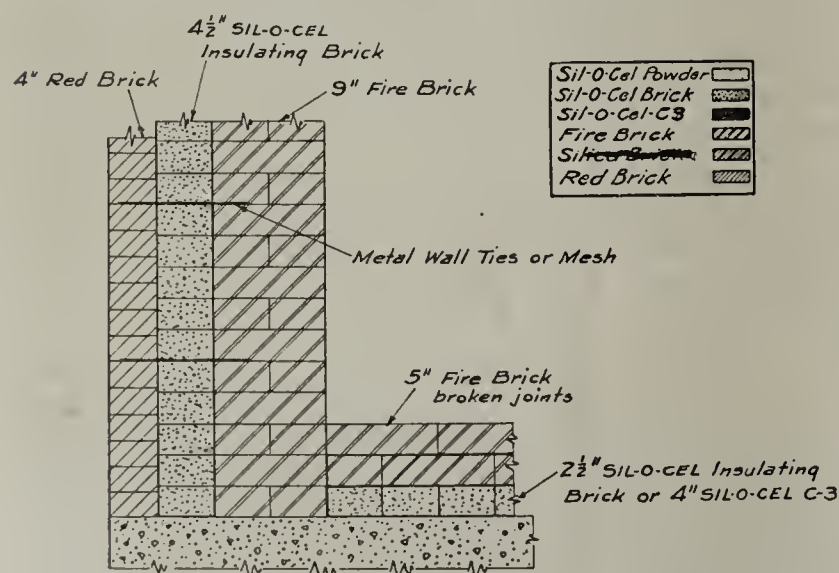 4½" SIL-O-CEL
Insulating Brick
4" Red Brick
9" Fire Brick
Sil-O-Cel Powder
Sil-O-Cel Brick
Sil-O-Cel-C3
Fire Brick
Silica Brick
Red Brick
Metal Wall Ties or Mesh
5" Fire Brick
broken joints
2½" SIL-O-CEL Insulating
Brick or 4" SIL-O-CEL C-3